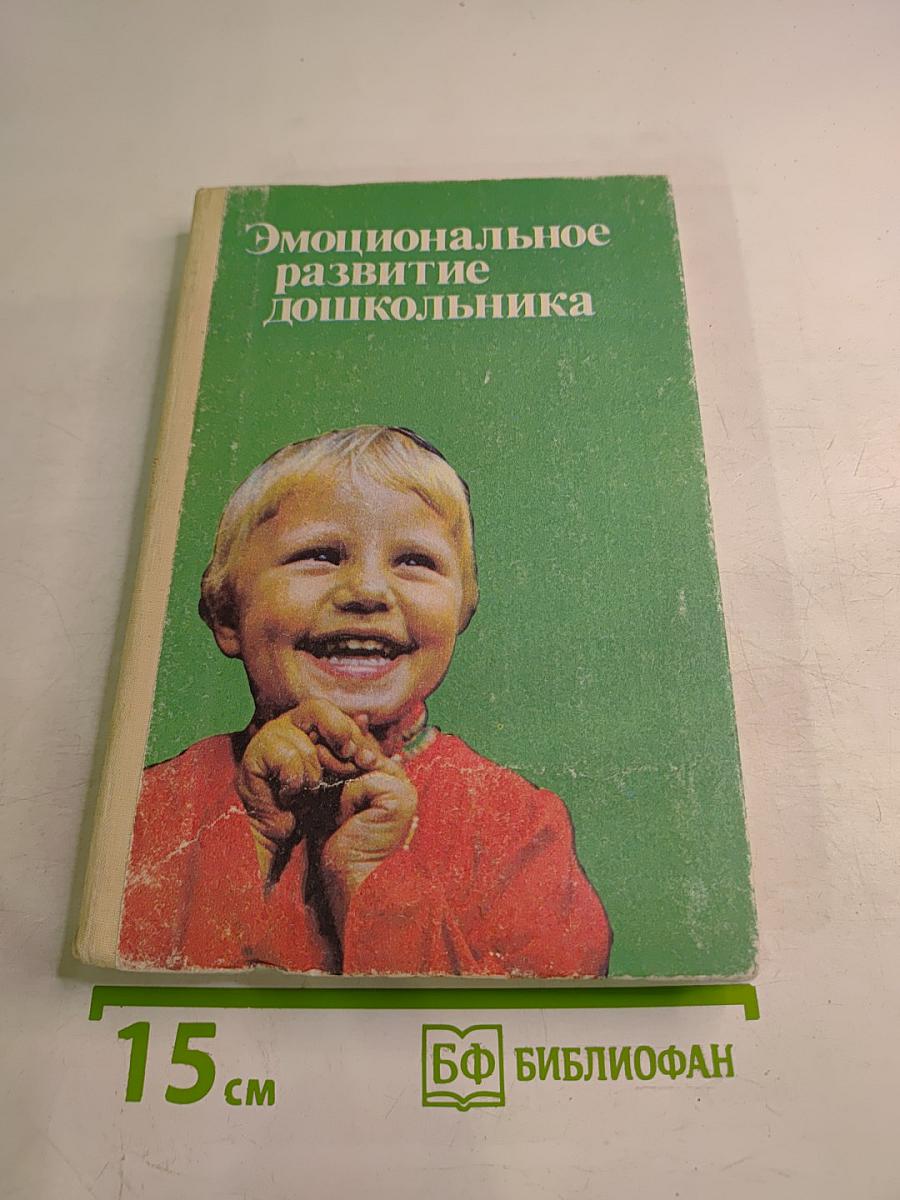 Эмоциональное
развитие
дошкольника
15 см
БФ БИБЛИОФАН